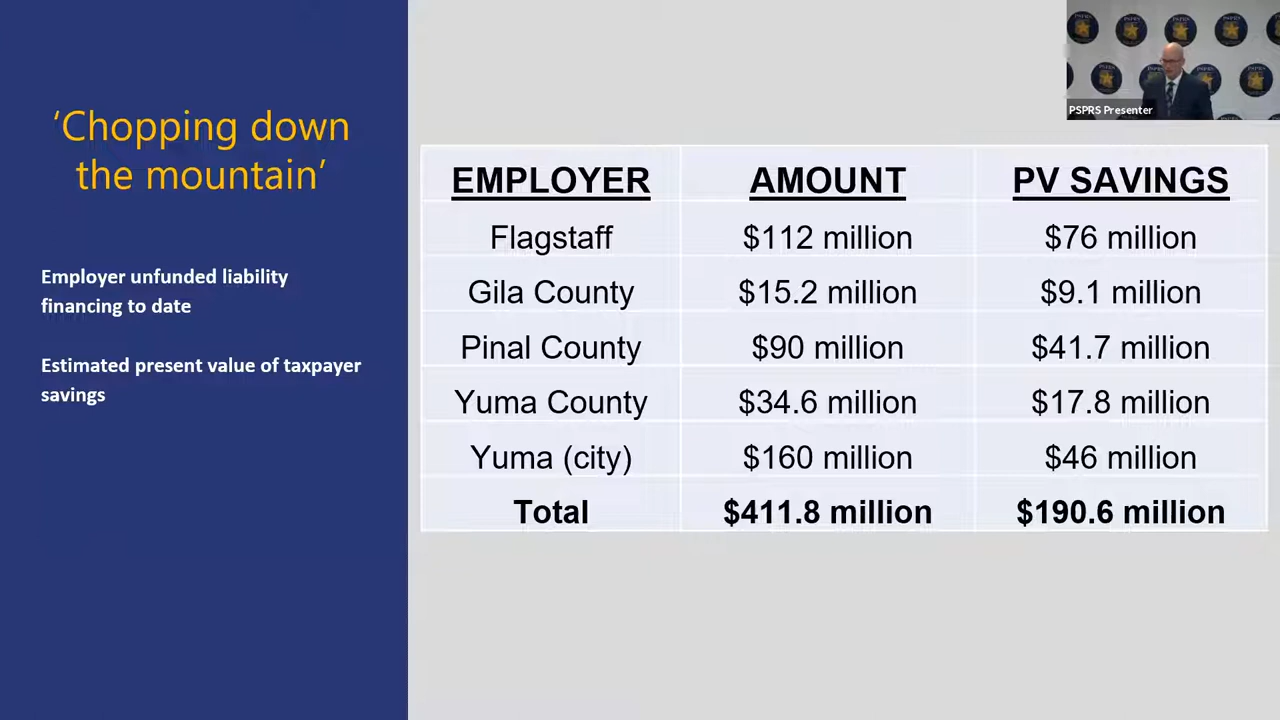 ‘Chopping down
the mountain’
Employer unfunded liability
financing to date
Estimated present value of taxpayer
savings
EMPLOYER AMOUNT PV SAVINGS
Flagstaff $112 million $76 million
Gila County $15.2 million $9.1 million
Pinal County $90 million $41.7 million
Yuma County $34.6 million $17.8 million
Yuma (city) $160 million $46 million
Total $411.8 million $190.6 million
PSPRS Presenter